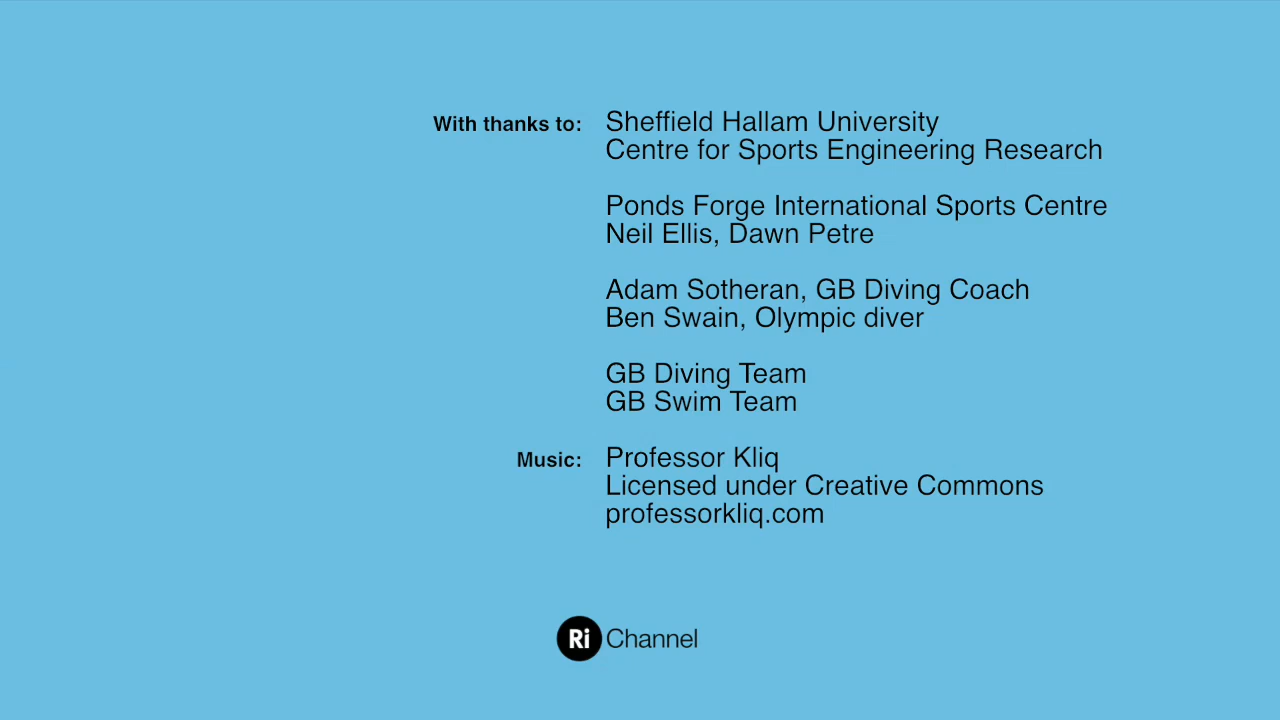 With thanks to: Sheffield Hallam University
Centre for Sports Engineering Research
Ponds Forge International Sports Centre
Neil Ellis, Dawn Petre
Adam Sotheran, GB Diving Coach
Ben Swain, Olympic diver
GB Diving Team
GB Swim Team
Music: Professor Kliq
Licensed under Creative Commons
professorkliq.com
Ri Channel